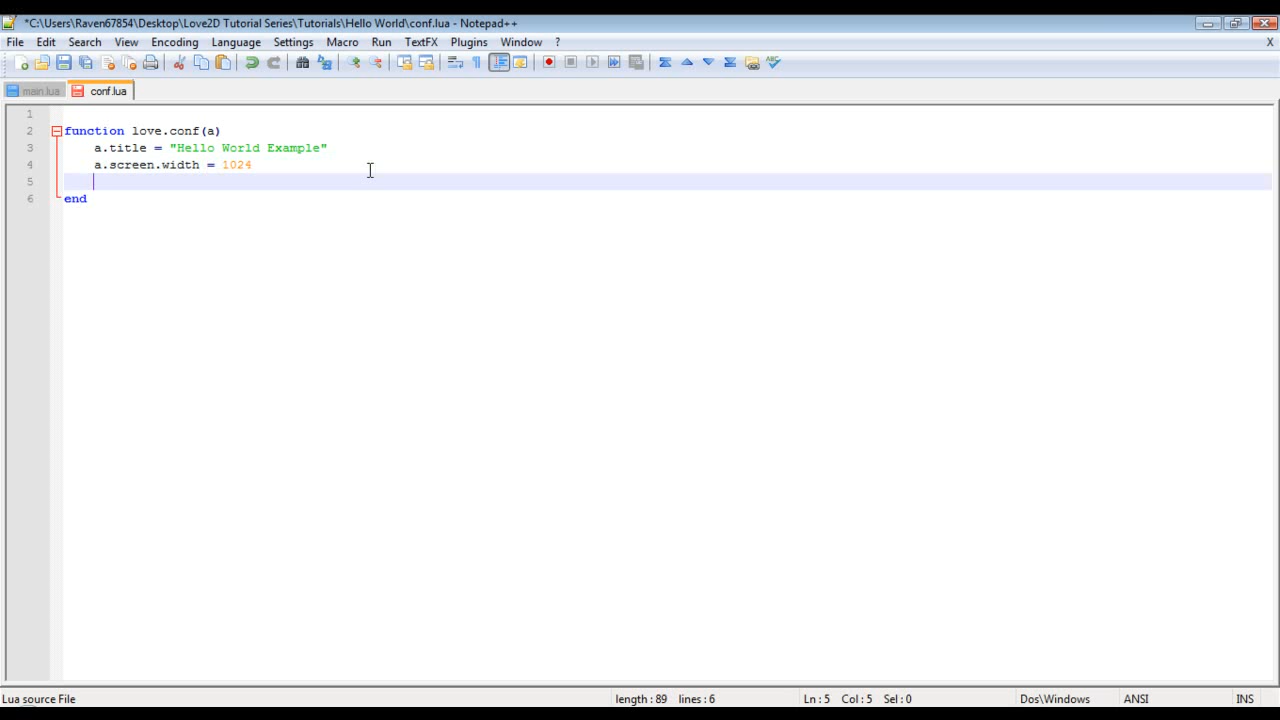 *C:\Users\Raven67854\Desktop\Love2D Tutorial Series\Tutorials\Hello World\conf.lua - Notepad++
File Edit Search View Encoding Language Settings Macro Run TextFX Plugins Window ? X
main.lua conf.lua
1
2 function love.conf(a)
3 a.title = "Hello World Example"
4 a.screen.width = 1024
5
6 end
Lua source File length : 89 lines : 6 Ln : 5 Col : 5 Sel : 0 Dos\Windows ANSI INS